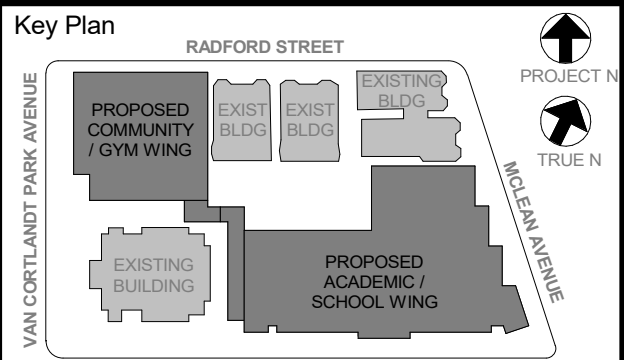 Key Plan
RADFORD STREET
PROJECT N
TRUE N
VAN CORTLANDT PARK AVENUE
PROPOSED
COMMUNITY
/ GYM WING
EXIST
BLDG
EXIST
BLDG
EXISTING
BLDG
MCLEAN AVENUE
EXISTING
BUILDING
PROPOSED
ACADEMIC /
SCHOOL WING